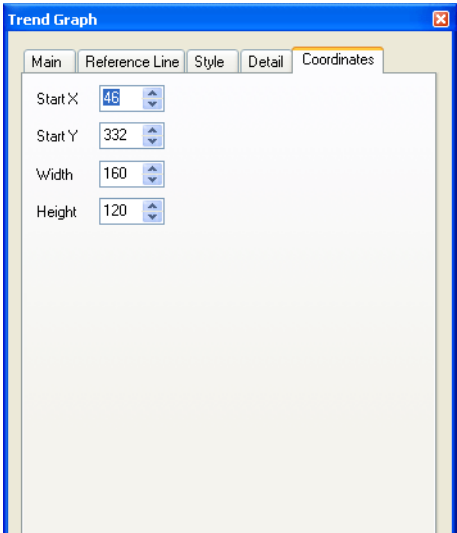 Trend Graph
Main Reference Line Style Detail Coordinates
Start X 46
Start Y 332
Width 160
Height 120